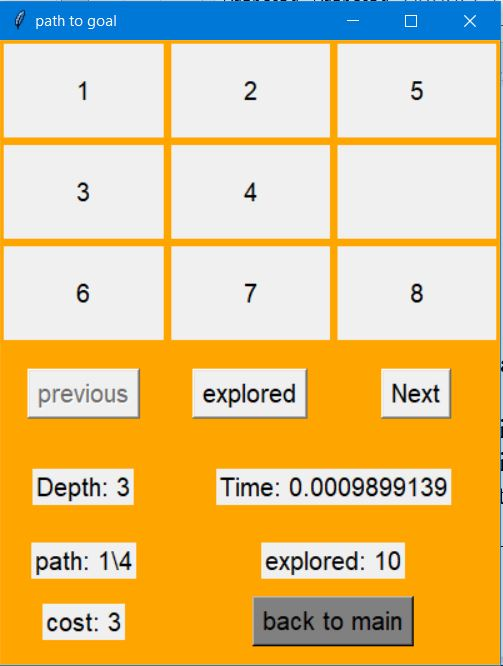 path to goal
1 2 5
3 4
6 7 8
previous explored Next
Depth: 3 Time: 0.0009899139
path: 1\4 explored: 10
cost: 3 back to main